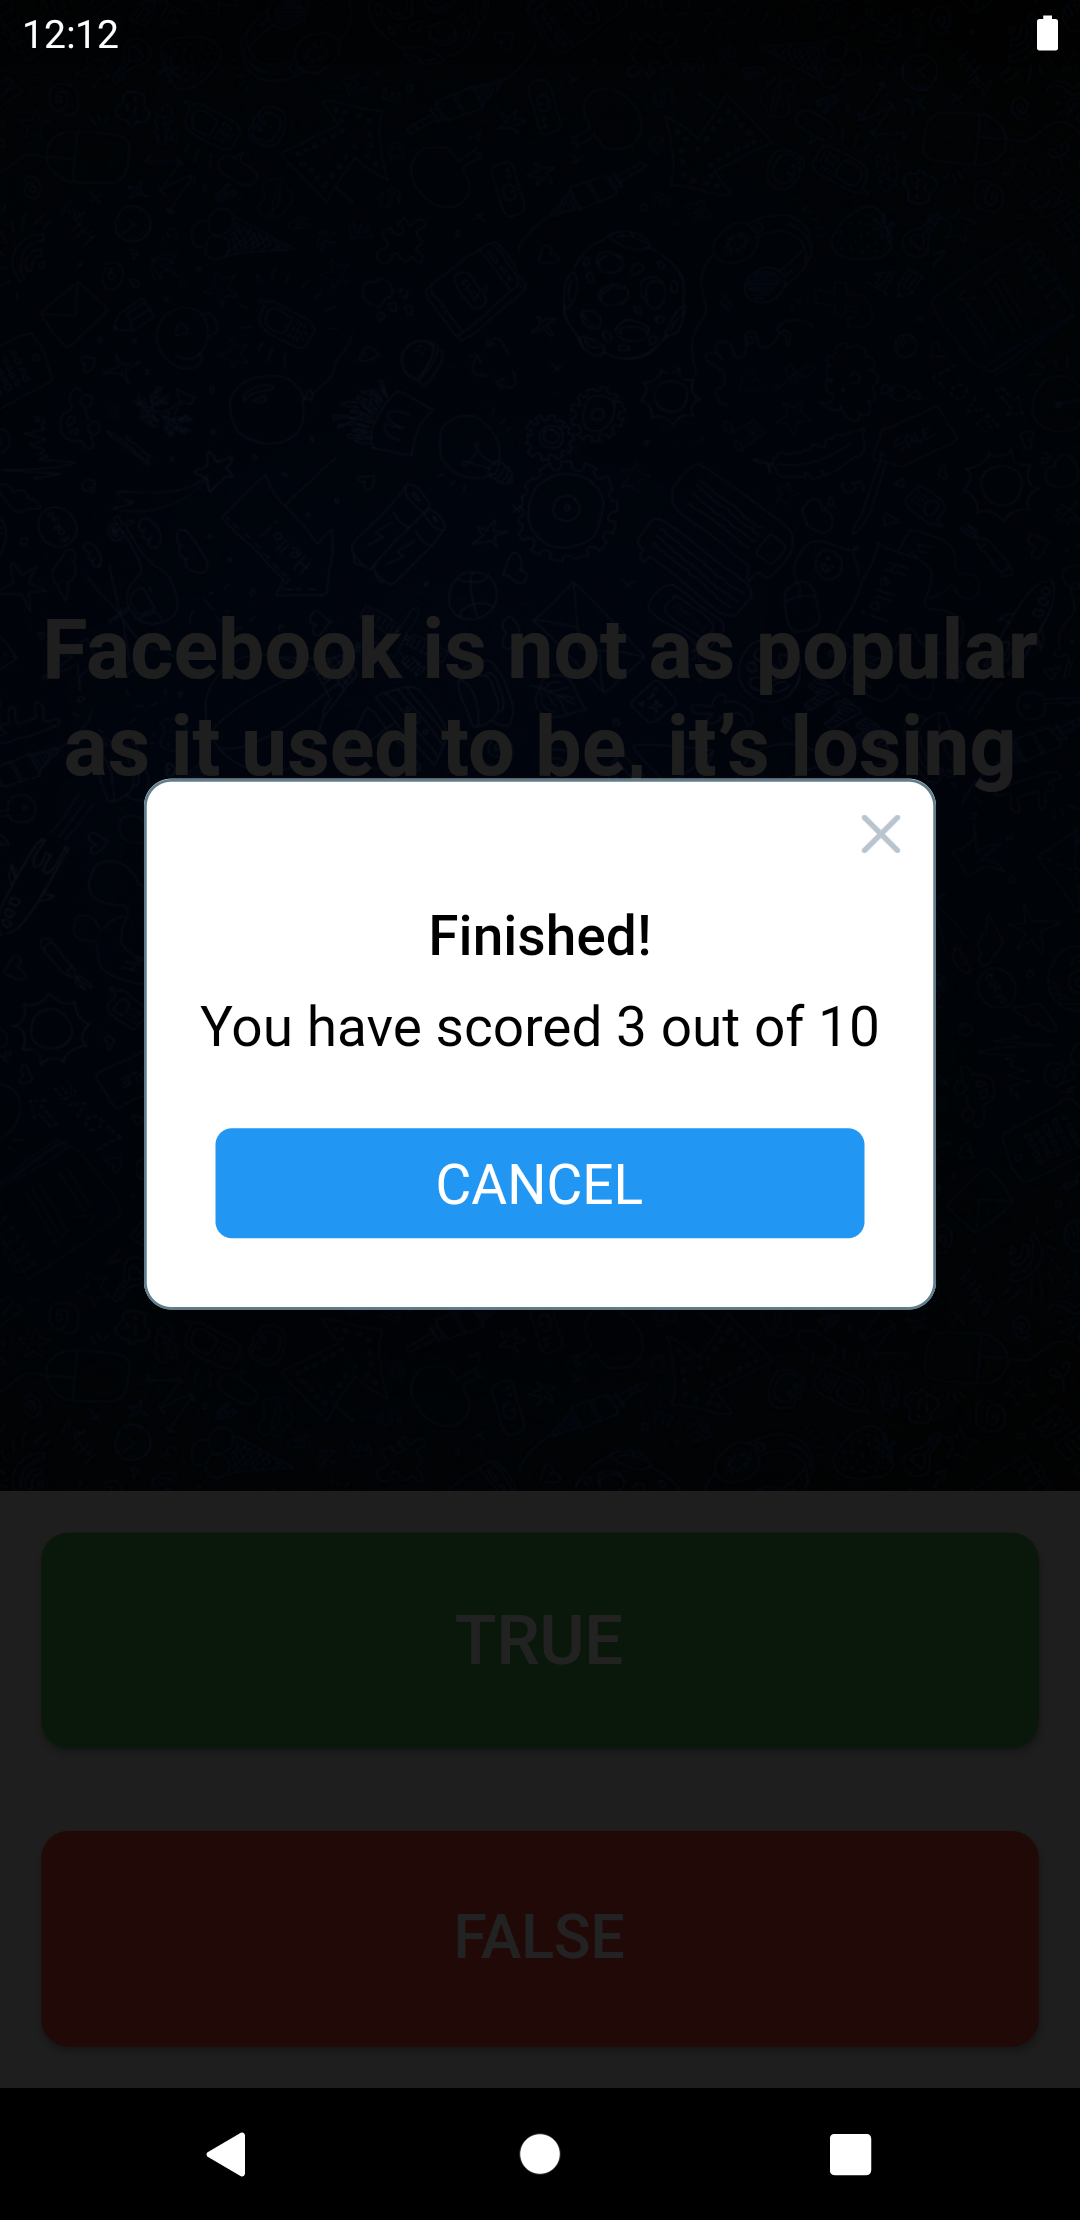 12:12
Facebook is not as popular
as it used to be, it’s losing
Finished!
You have scored 3 out of 10
CANCEL
TRUE
FALSE